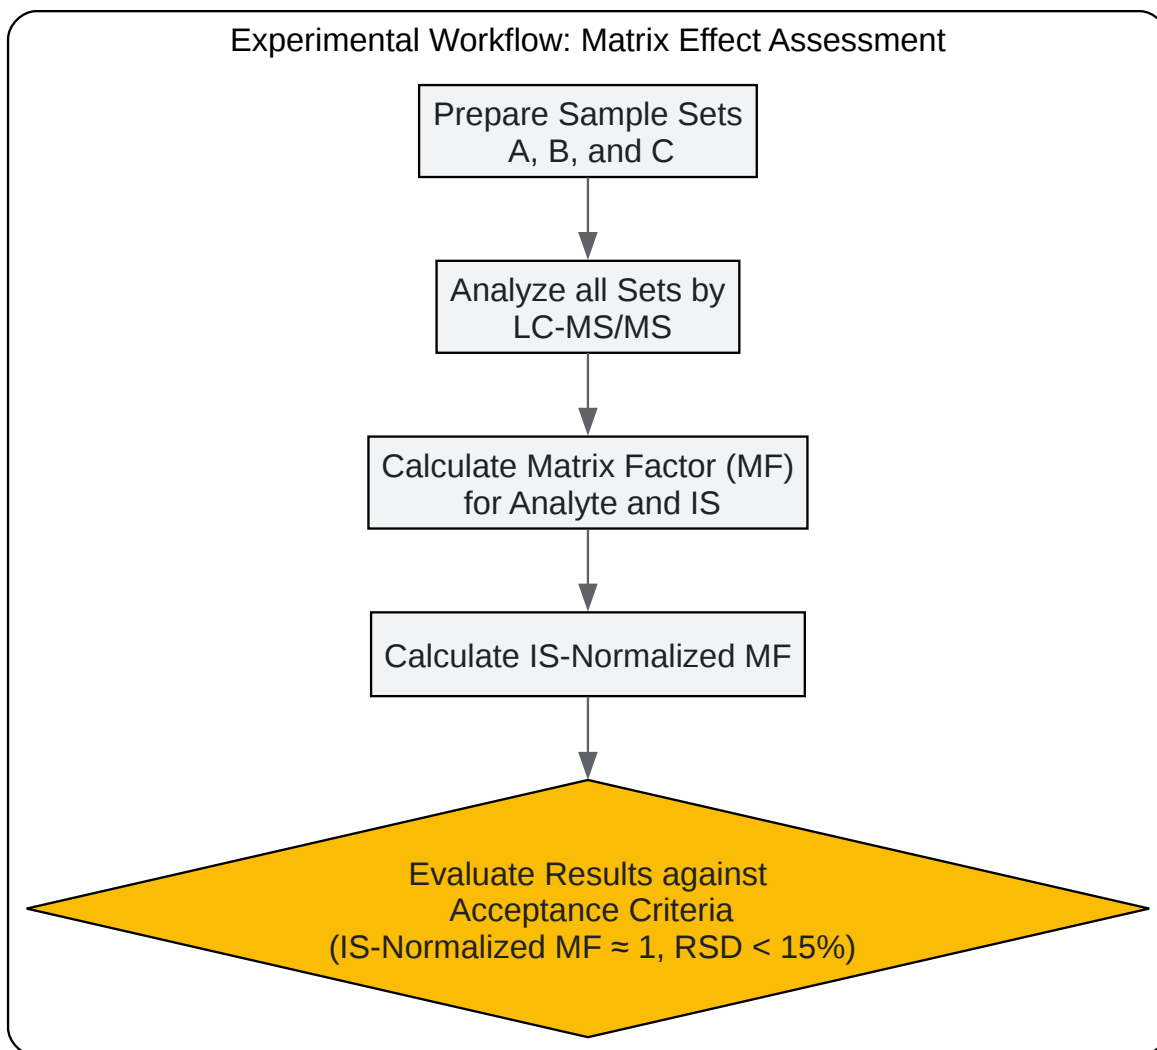 Experimental Workflow: Matrix Effect Assessment
Prepare Sample Sets
A, B, and C
Analyze all Sets by
LC-MS/MS
Calculate Matrix Factor (MF)
for Analyte and IS
Calculate IS-Normalized MF
Evaluate Results against
Acceptance Criteria
(IS-Normalized MF ≈ 1, RSD < 15%)